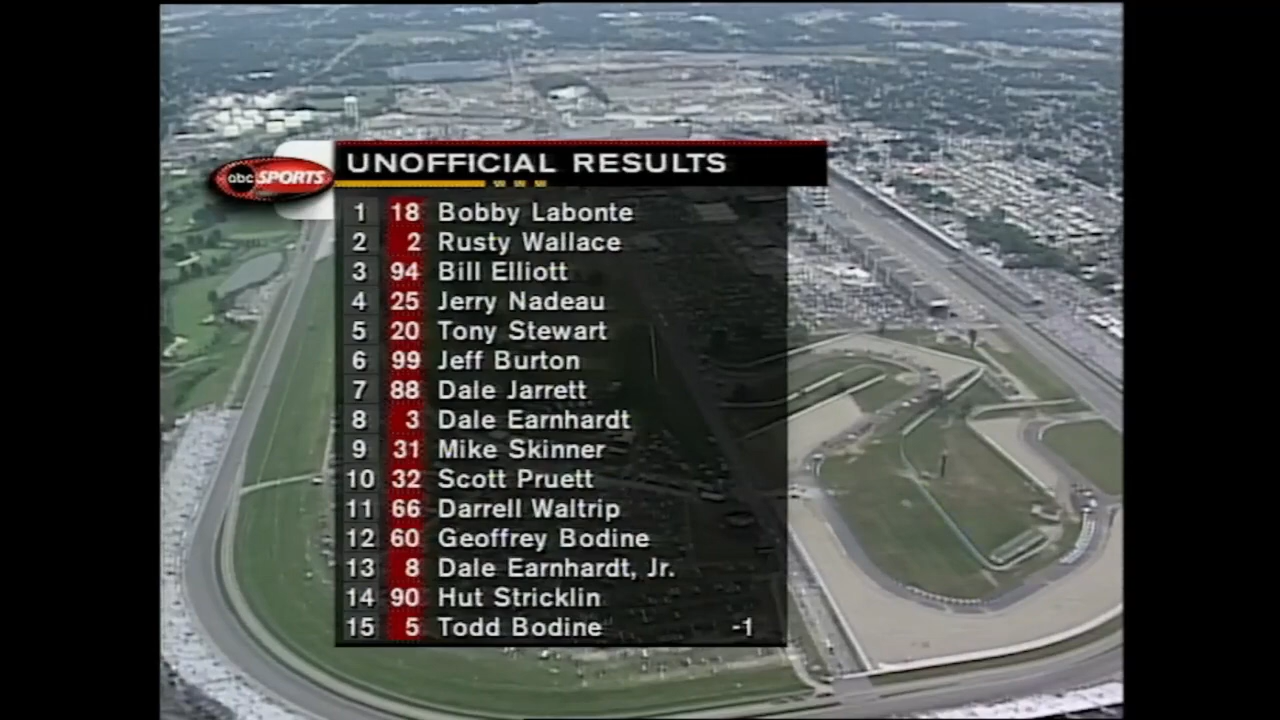 abc SPORTS
UNOFFICIAL RESULTS
1 18 Bobby Labonte
2 2 Rusty Wallace
3 94 Bill Elliott
4 25 Jerry Nadeau
5 20 Tony Stewart
6 99 Jeff Burton
7 88 Dale Jarrett
8 3 Dale Earnhardt
9 31 Mike Skinner
10 32 Scott Pruett
11 66 Darrell Waltrip
12 60 Geoffrey Bodine
13 8 Dale Earnhardt, Jr.
14 90 Hut Stricklin
15 5 Todd Bodine -1